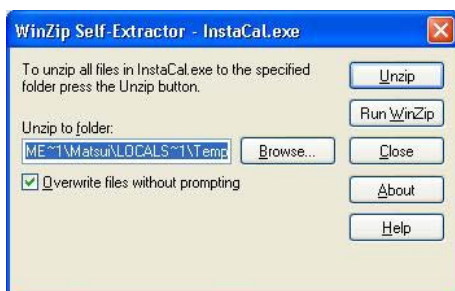 WinZip Self-Extractor - InstaCal.exe
To unzip all files in InstaCal.exe to the specified
folder press the Unzip button.
Unzip to folder:
ME~1\Matsui\LOCALS~1\Temp
Browse...
Overwrite files without prompting
Unzip
Run WinZip
Close
About
Help